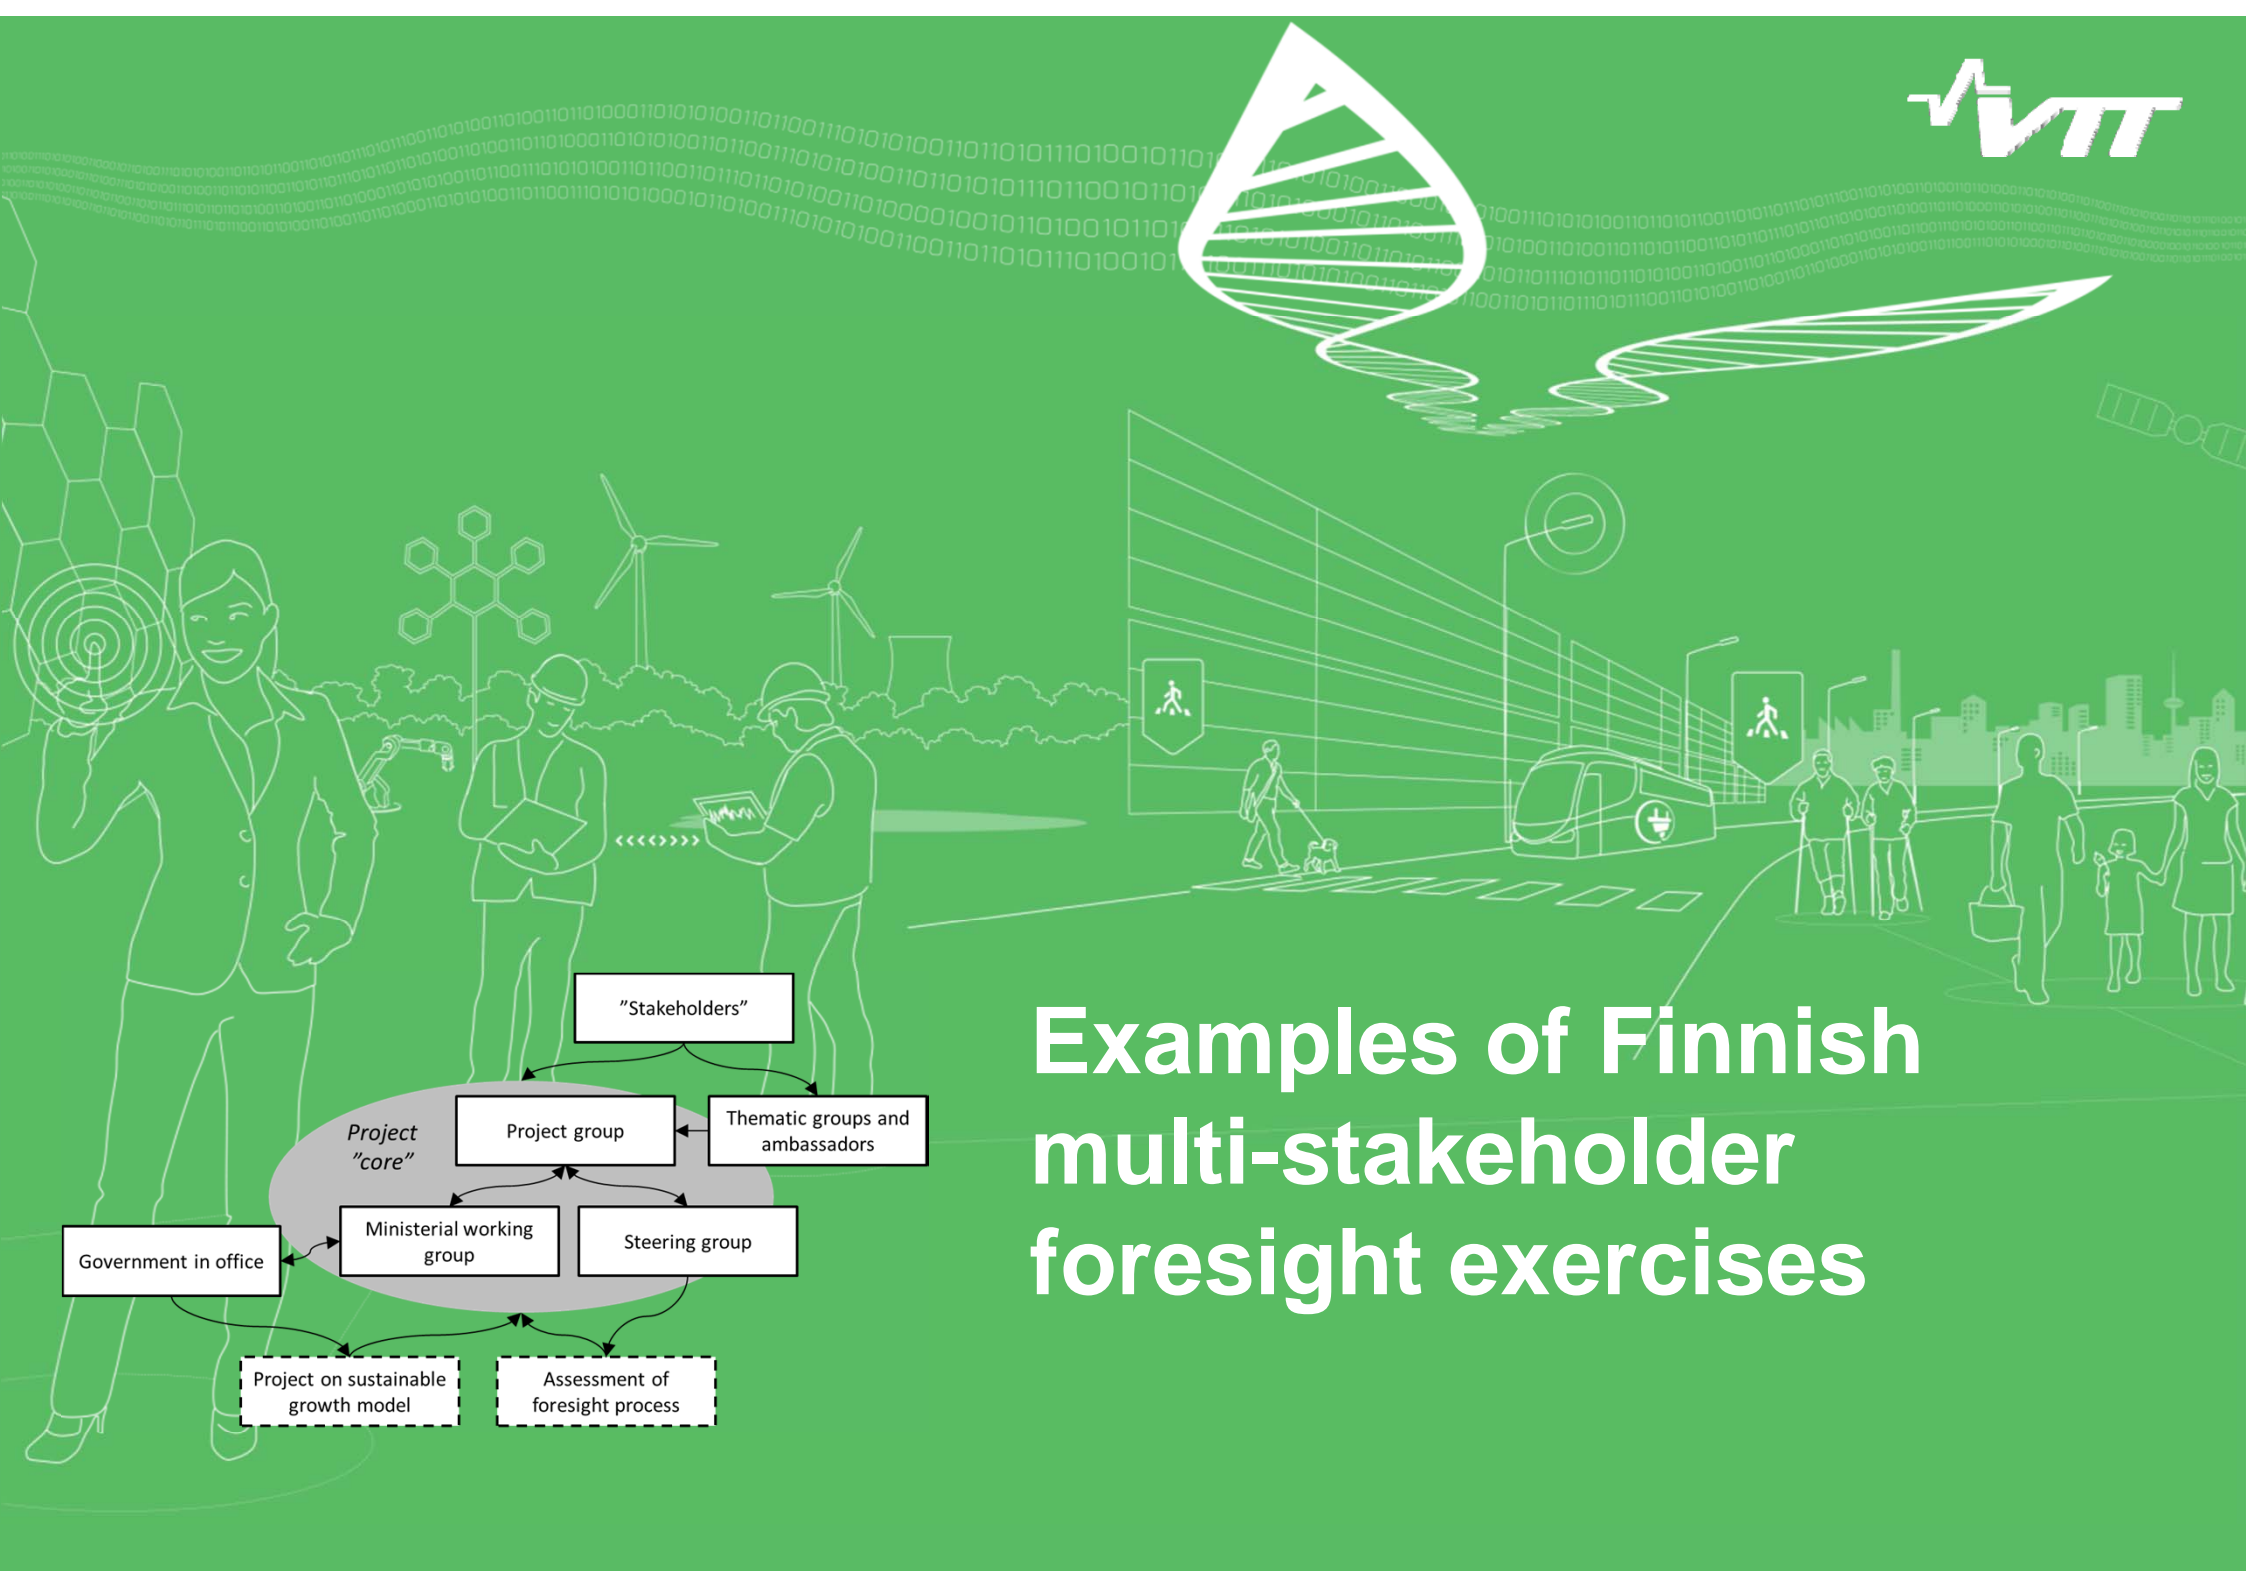 VTT
"Stakeholders"
Project
"core"
Project group
Thematic groups and
ambassadors
Ministerial working
group
Steering group
Government in office
Project on sustainable
growth model
Assessment of
foresight process
Examples of Finnish
multi-stakeholder
foresight exercises